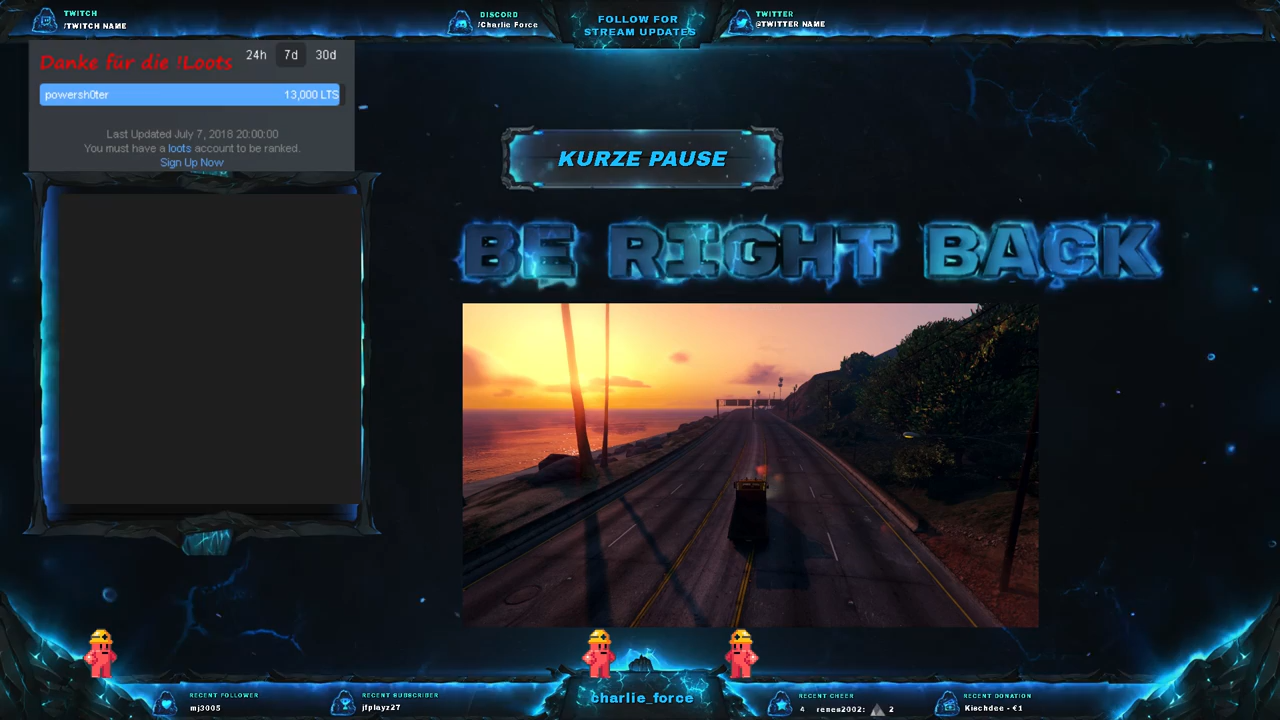 TWITCH
/TWITCH NAME
DISCORD
/Charlie Force
FOLLOW FOR
STREAM UPDATES
TWITTER
@TWITTER NAME
Danke für die !Loots
24h 7d 30d
powersh0ter 13,000 LTS
Last Updated July 7, 2018 20:00:00
You must have a loots account to be ranked.
Sign Up Now
KURZE PAUSE
BE RIGHT BACK
RECENT FOLLOWER
mj3005
RECENT SUBSCRIBER
jfplayz27
charlie_force
RECENT CHEER
4 renes2002: 2
RECENT DONATION
Kischdee - €1